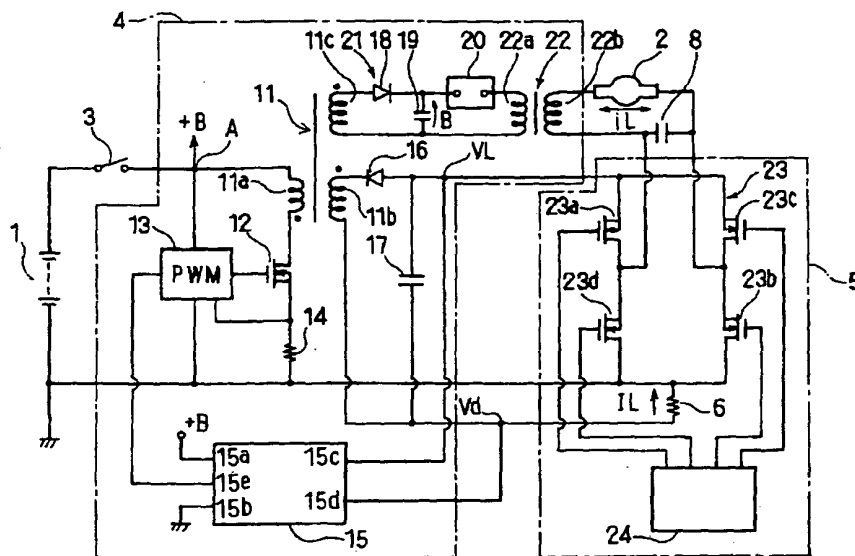 4
11c 21 18 19 20 22a 22 22b 2 8
3 +B A 11 B iL
11a 16 VL
13 12 11b 23
1 PWM 17 23a 23c
23d 23b 5
14
Vd IL 6
+B
15a 15c
15e
15b 15d
15 24